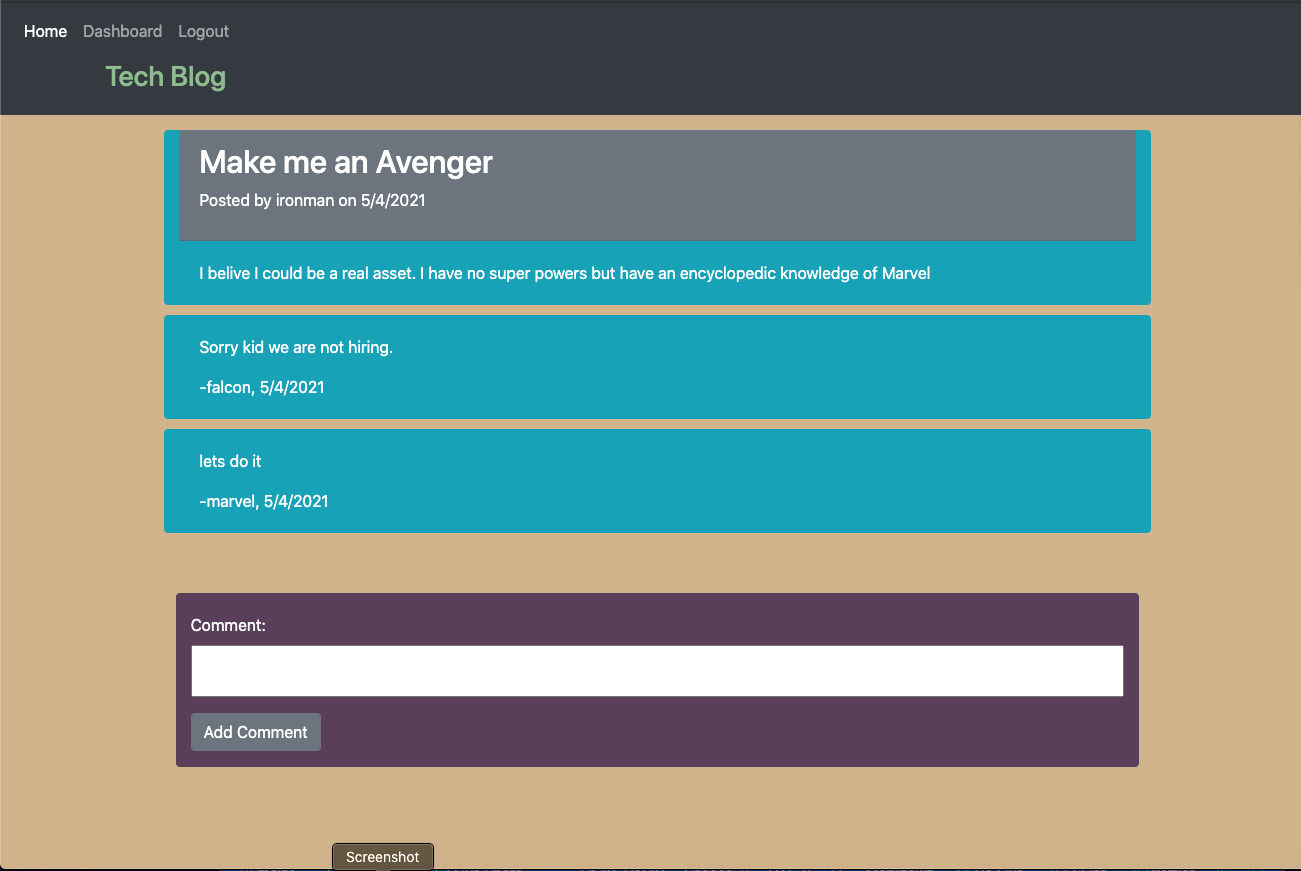 Home Dashboard Logout
Tech Blog
Make me an Avenger
Posted by ironman on 5/4/2021
I belive I could be a real asset. I have no super powers but have an encyclopedic knowledge of Marvel
Sorry kid we are not hiring.
-falcon, 5/4/2021
lets do it
-marvel, 5/4/2021
Comment:
Add Comment
Screenshot